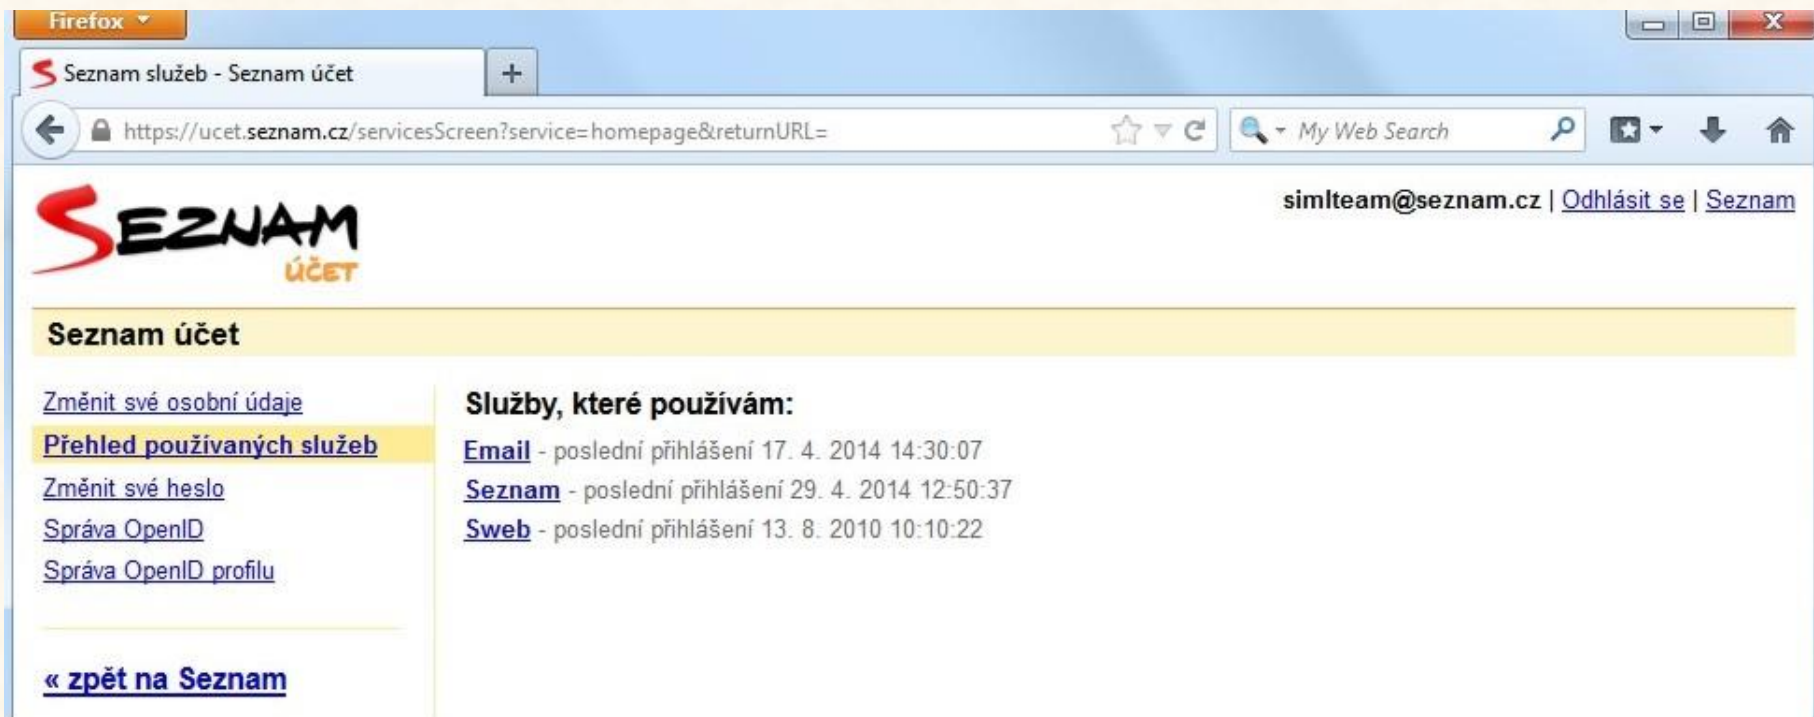 Firefox
Seznam služeb - Seznam účet
https://ucet.seznam.cz/servicesScreen?service=homepage&returnURL=
My Web Search
SEZNAM
ÚČET
simlteam@seznam.cz | Odhlásit se | Seznam
Seznam účet
Změnit své osobní údaje
Přehled používaných služeb
Změnit své heslo
Správa OpenID
Správa OpenID profilu
« zpět na Seznam
Služby, které používám:
Email - poslední přihlášení 17. 4. 2014 14:30:07
Seznam - poslední přihlášení 29. 4. 2014 12:50:37
Sweb - poslední přihlášení 13. 8. 2010 10:10:22